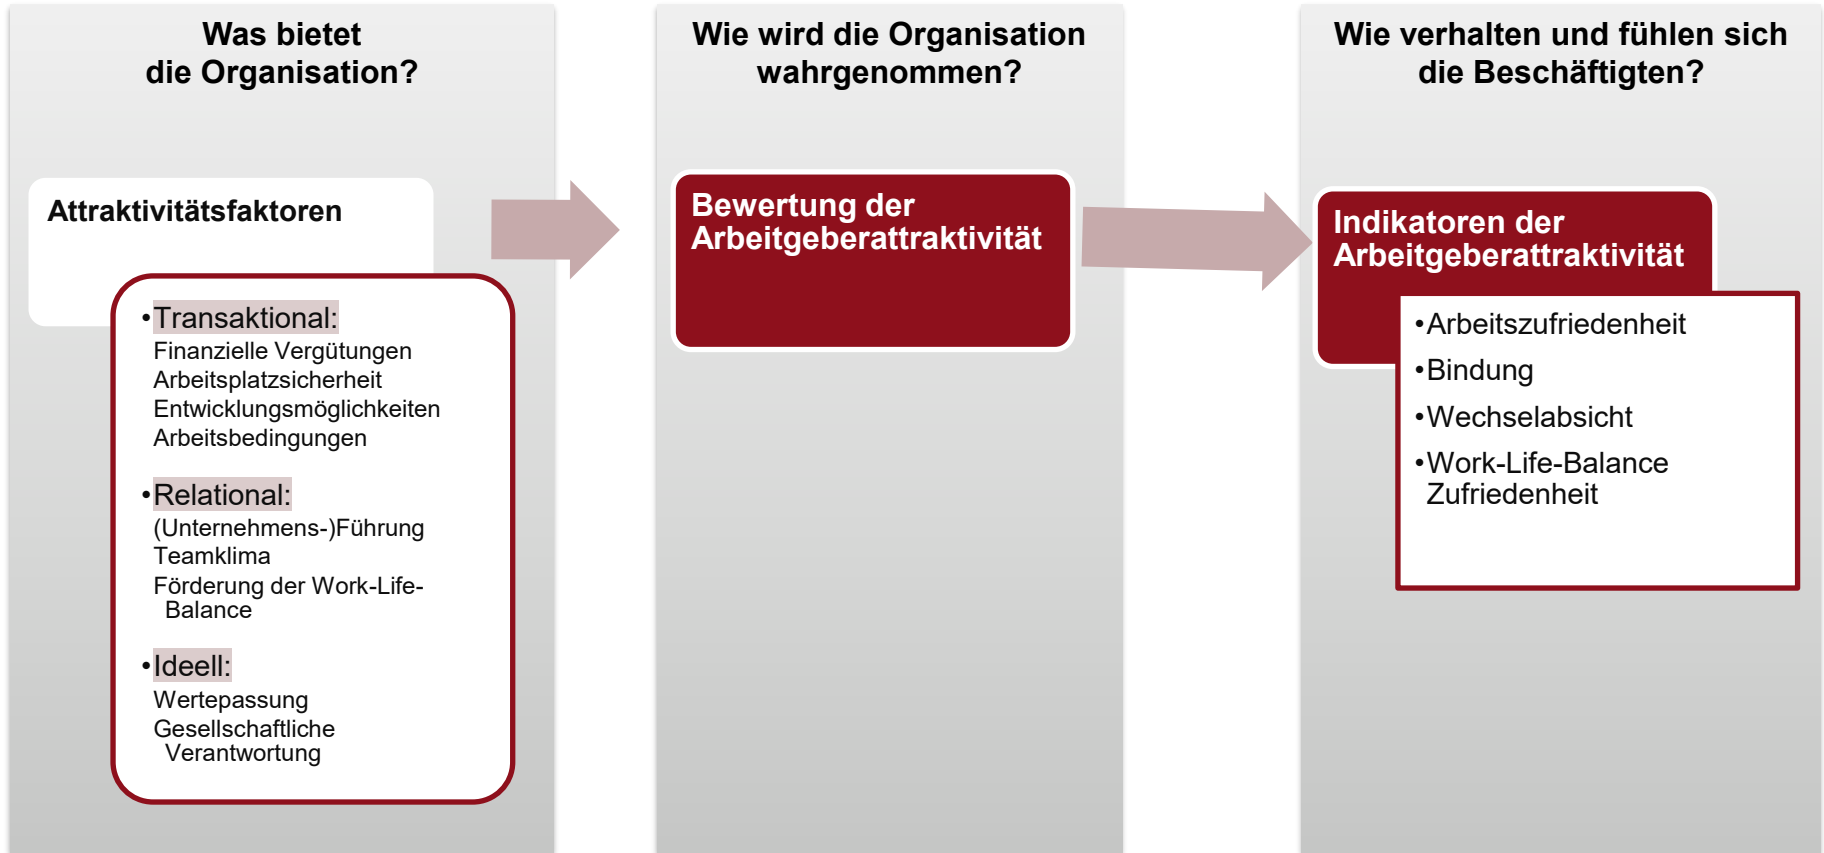 Was bietet
die Organisation?
Attraktivitätsfaktoren
•Transaktional:
Finanzielle Vergütungen
Arbeitsplatzsicherheit
Entwicklungsmöglichkeiten
Arbeitsbedingungen
•Relational:
(Unternehmens-)Führung
Teamklima
Förderung der Work-Life-
Balance
•Ideell:
Wertepassung
Gesellschaftliche
Verantwortung
Wie wird die Organisation
wahrgenommen?
Bewertung der
Arbeitgeberattraktivität
Wie verhalten und fühlen sich
die Beschäftigten?
Indikatoren der
Arbeitgeberattraktivität
•Arbeitszufriedenheit
•Bindung
•Wechselabsicht
•Work-Life-Balance
Zufriedenheit